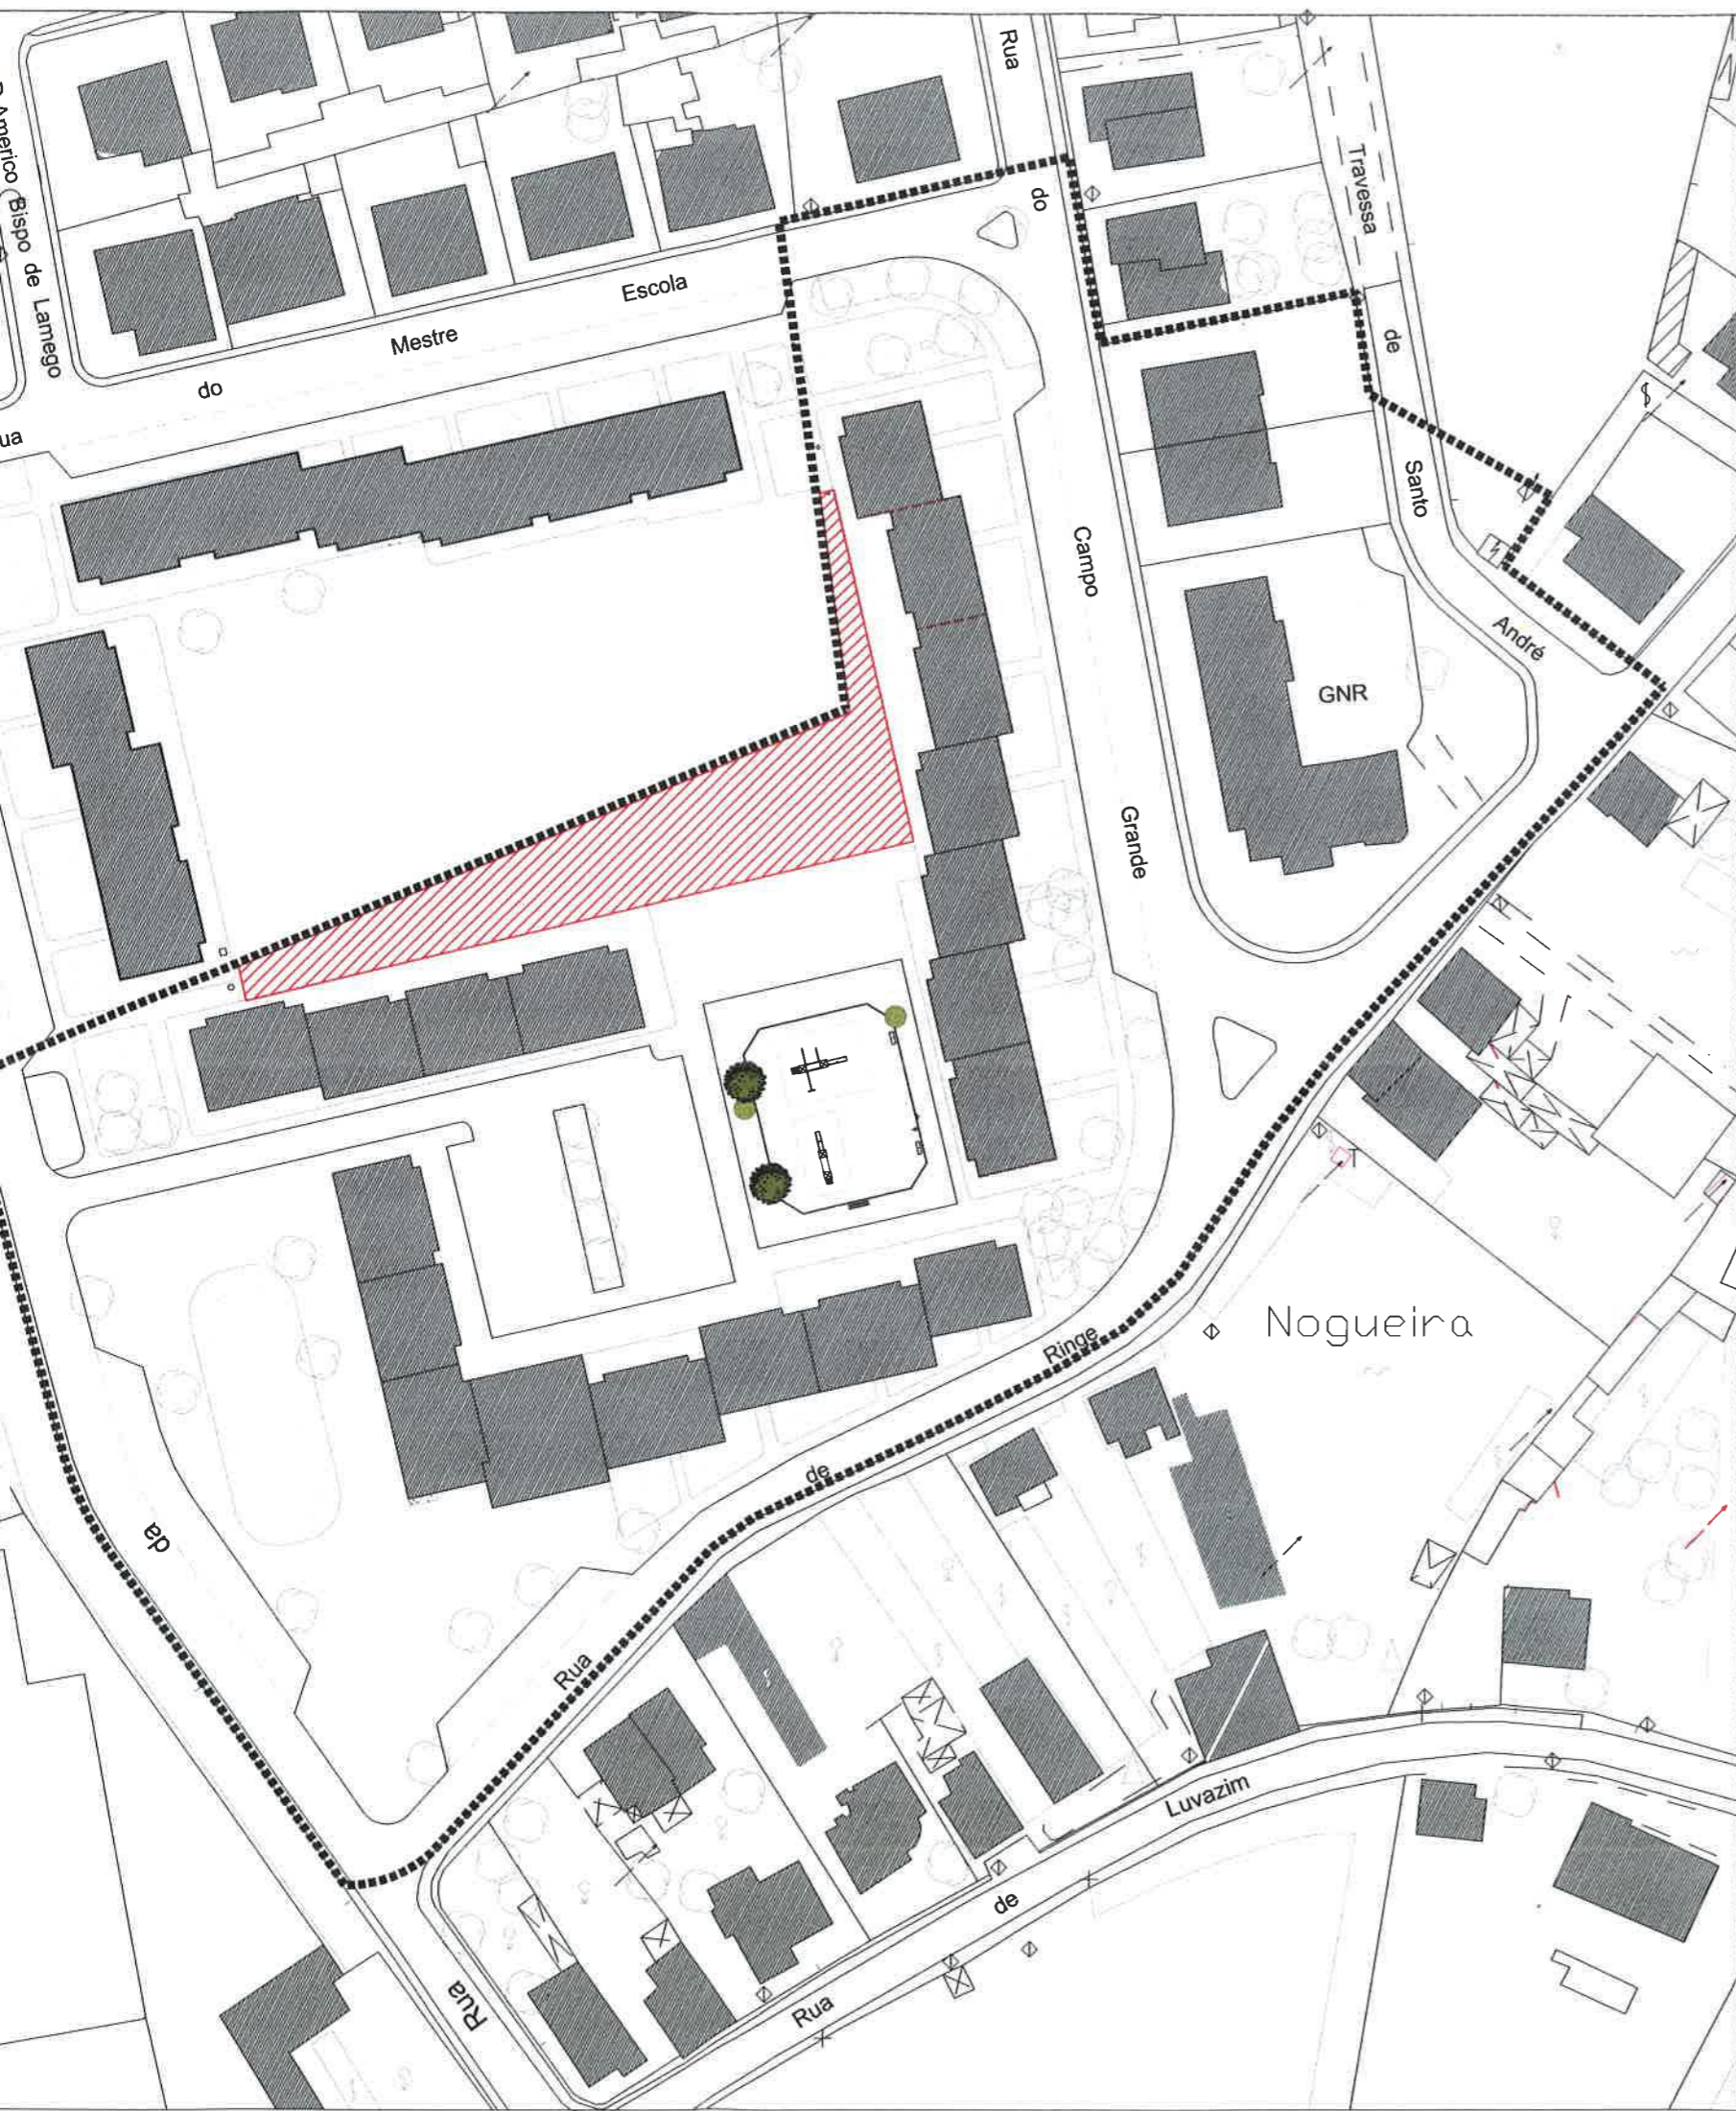 Americo Bispo de Lamego
ua do Mestre Escola
Rua do Campo Grande
Travessa de Santo André
GNR
Nogueira
Rua de Ringe
Rua da
Rua de Luvazim